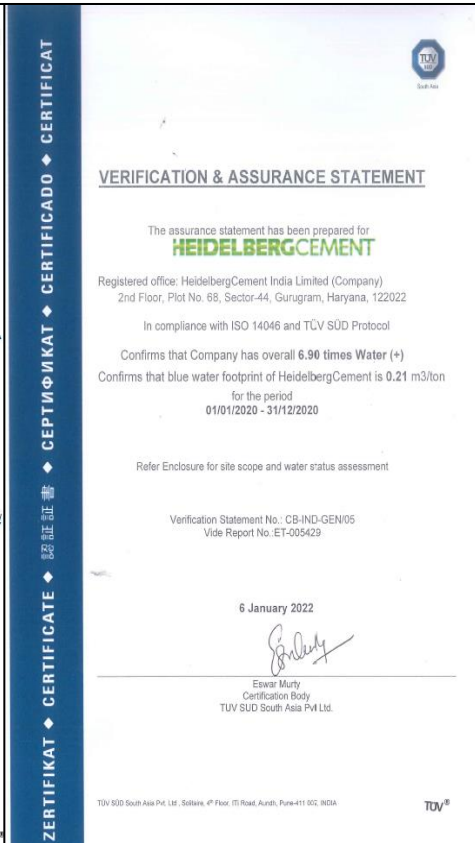 ZERTIFIKAT ◆ CERTIFICATE ◆ 認証証書 ◆ СЕРТИФИКАТ ◆ CERTIFICADO ◆ CERTIFICAT
TÜV
SÜD
South Asia
VERIFICATION & ASSURANCE STATEMENT
The assurance statement has been prepared for
HEIDELBERGCEMENT
Registered office: HeidelbergCement India Limited (Company)
2nd Floor, Plot No. 68, Sector-44, Gurugram, Haryana, 122022
In compliance with ISO 14046 and TÜV SÜD Protocol
Confirms that Company has overall 6.90 times Water (+)
Confirms that blue water footprint of HeidelbergCement is 0.21 m3/ton
for the period
01/01/2020 - 31/12/2020
Refer Enclosure for site scope and water status assessment
Verification Statement No.: CB-IND-GEN/05
Vide Report No.:ET-005429
6 January 2022
Eswar Murty
Certification Body
TUV SUD South Asia Pvt Ltd.
TÜV SÜD South Asia Pvt. Ltd., Solitaire, 4th Floor, ITI Road, Aundh, Pune-411 007, INDIA
TÜV®